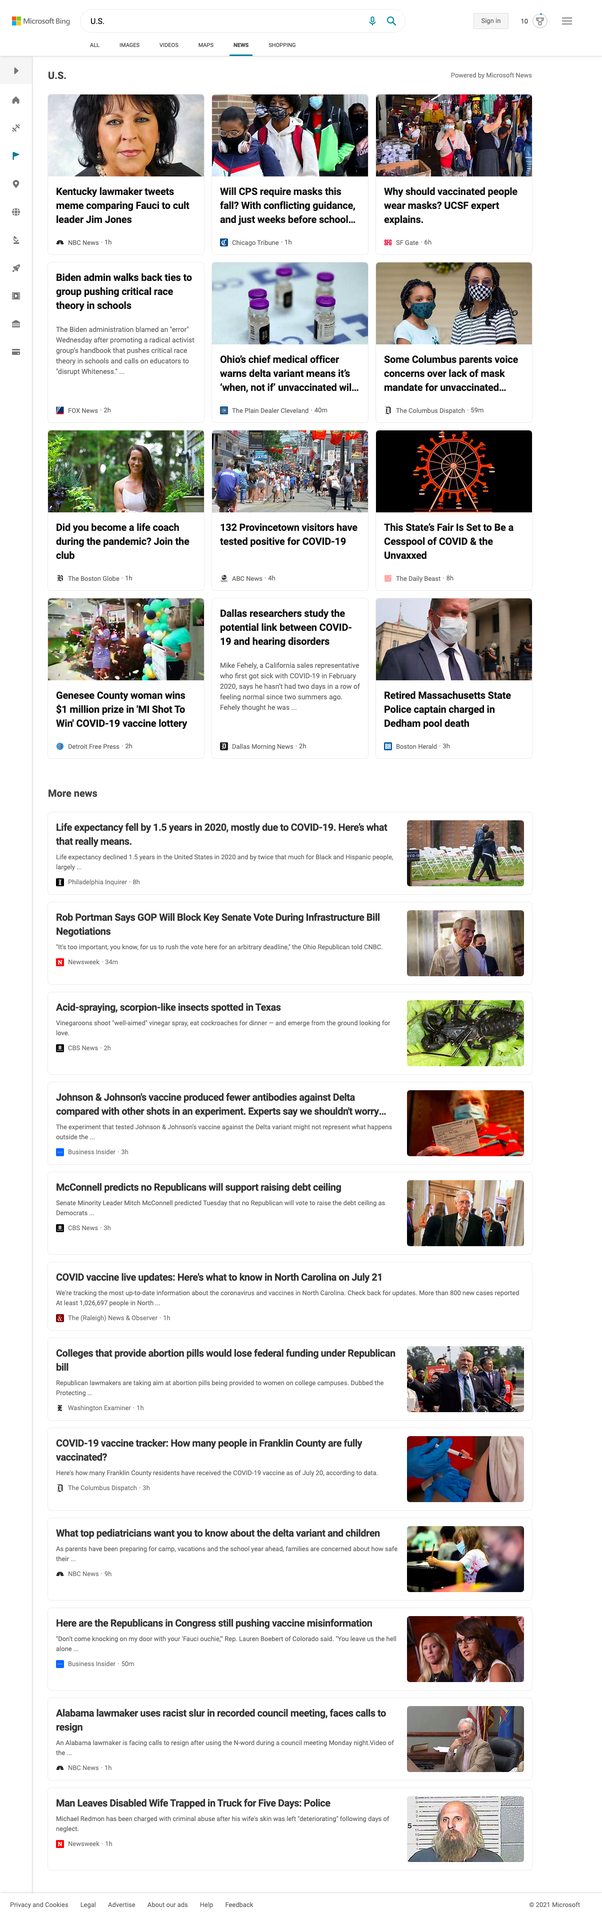 Microsoft Bing
U.S.
Sign in
10
ALL
IMAGES
VIDEOS
MAPS
NEWS
SHOPPING
U.S.
Powered by Microsoft News
Kentucky lawmaker tweets
meme comparing Fauci to cult
leader Jim Jones
NBC News · 1h
Will CPS require masks this
fall? With conflicting guidance,
and just weeks before school...
Chicago Tribune · 1h
Why should vaccinated people
wear masks? UCSF expert
explains.
SF Gate · 6h
Biden admin walks back ties to
group pushing critical race
theory in schools
The Biden administration blamed an "error"
Wednesday after promoting a radical activist
group's handbook that pushes critical race
theory in schools and calls on educators to
"disrupt Whiteness." ...
FOX News · 2h
Ohio's chief medical officer
warns delta variant means it's
'when, not if' unvaccinated wil...
The Plain Dealer Cleveland · 40m
Some Columbus parents voice
concerns over lack of mask
mandate for unvaccinated...
The Columbus Dispatch · 59m
Did you become a life coach
during the pandemic? Join the
club
The Boston Globe · 1h
132 Provincetown visitors have
tested positive for COVID-19
ABC News · 4h
This State's Fair Is Set to Be a
Cesspool of COVID & the
Unvaxxed
The Daily Beast · 8h
Genesee County woman wins
$1 million prize in 'MI Shot To
Win' COVID-19 vaccine lottery
Detroit Free Press · 2h
Dallas researchers study the
potential link between COVID-
19 and hearing disorders
Mike Fehely, a California sales representative
who first got sick with COVID-19 in February
2020, says he hasn't had two days in a row of
feeling normal since two summers ago.
Fehely thought he was ...
Dallas Morning News · 2h
Retired Massachusetts State
Police captain charged in
Dedham pool death
Boston Herald · 3h
More news
Life expectancy fell by 1.5 years in 2020, mostly due to COVID-19. Here's what
that really means.
Life expectancy declined 1.5 years in the United States in 2020 and by twice that much for Black and Hispanic people,
largely ...
Philadelphia Inquirer · 8h
Rob Portman Says GOP Will Block Key Senate Vote During Infrastructure Bill
Negotiations
"It's too important, you know, for us to rush the vote here for an arbitrary deadline," the Ohio Republican told CNBC.
Newsweek · 34m
Acid-spraying, scorpion-like insects spotted in Texas
Vinegaroons shoot "well-aimed" vinegar spray, eat cockroaches for dinner — and emerge from the ground looking for
love.
CBS News · 2h
Johnson & Johnson's vaccine produced fewer antibodies against Delta
compared with other shots in an experiment. Experts say we shouldn't worry...
The experiment that tested Johnson & Johnson's vaccine against the Delta variant might not represent what happens
outside the ...
Business Insider · 3h
McConnell predicts no Republicans will support raising debt ceiling
Senate Minority Leader Mitch McConnell predicted Tuesday that no Republican will vote to raise the debt ceiling as
Democrats ...
CBS News · 3h
COVID vaccine live updates: Here's what to know in North Carolina on July 21
We're tracking the most up-to-date information about the coronavirus and vaccines in North Carolina. Check back for updates. More than 800 new cases reported
At least 1,026,697 people in North ...
The (Raleigh) News & Observer · 1h
Colleges that provide abortion pills would lose federal funding under Republican
bill
Republican lawmakers are taking aim at abortion pills being provided to women on college campuses. Dubbed the
Protecting ...
Washington Examiner · 1h
COVID-19 vaccine tracker: How many people in Franklin County are fully
vaccinated?
Here's how many Franklin County residents have received the COVID-19 vaccine as of July 20, according to data.
The Columbus Dispatch · 3h
What top pediatricians want you to know about the delta variant and children
As parents have been preparing for camp, vacations and the school year ahead, families are concerned about how safe
their ...
NBC News · 9h
Here are the Republicans in Congress still pushing vaccine misinformation
"Don't come knocking on my door with your 'Fauci ouchie,'" Rep. Lauren Boebert of Colorado said. "You leave us the hell
alone ...
Business Insider · 50m
Alabama lawmaker uses racist slur in recorded council meeting, faces calls to
resign
An Alabama lawmaker is facing calls to resign after using the N-word during a council meeting Monday night.Video of
the ...
NBC News · 1h
Man Leaves Disabled Wife Trapped in Truck for Five Days: Police
Michael Redmon has been charged with criminal abuse after his wife's skin was left "deteriorating" following days of
neglect.
Newsweek · 1h
5
Privacy and Cookies
Legal
Advertise
About our ads
Help
Feedback
© 2021 Microsoft